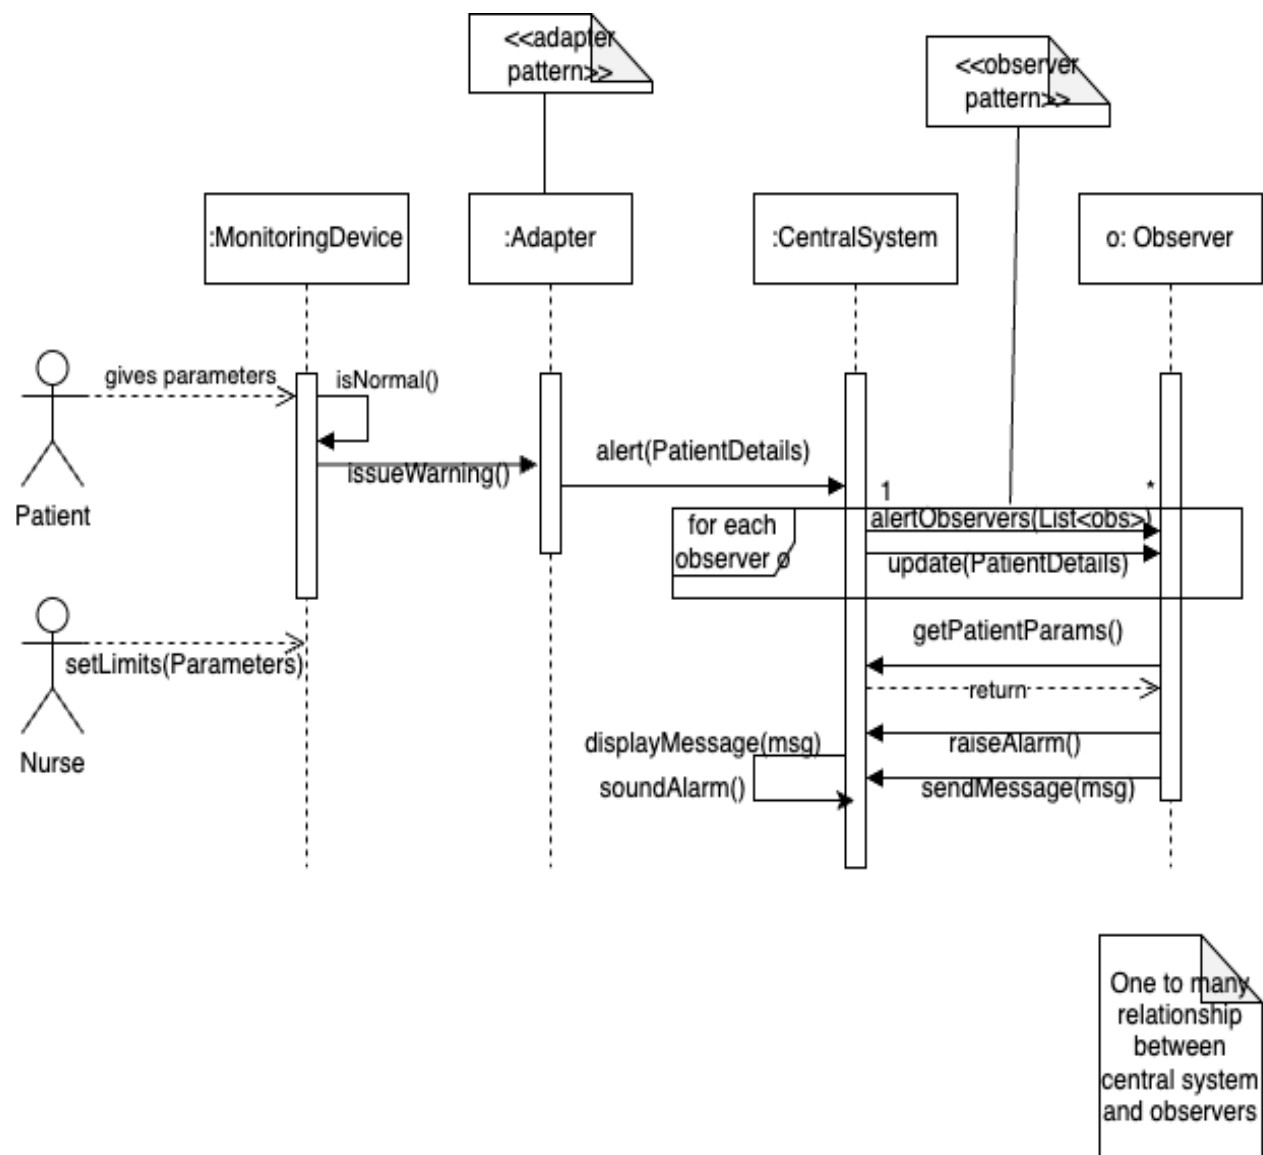 <<adapter
pattern>>
<<observer
pattern>>
:MonitoringDevice
:Adapter
:CentralSystem
o: Observer
gives parameters
isNormal()
issueWarning()
alert(PatientDetails)
Patient
1
*
for each
observer o
alertObservers(List<obs>)
update(PatientDetails)
getPatientParams()
setLimits(Parameters)
return
Nurse
displayMessage(msg)
raiseAlarm()
soundAlarm()
sendMessage(msg)
One to many
relationship
between
central system
and observers